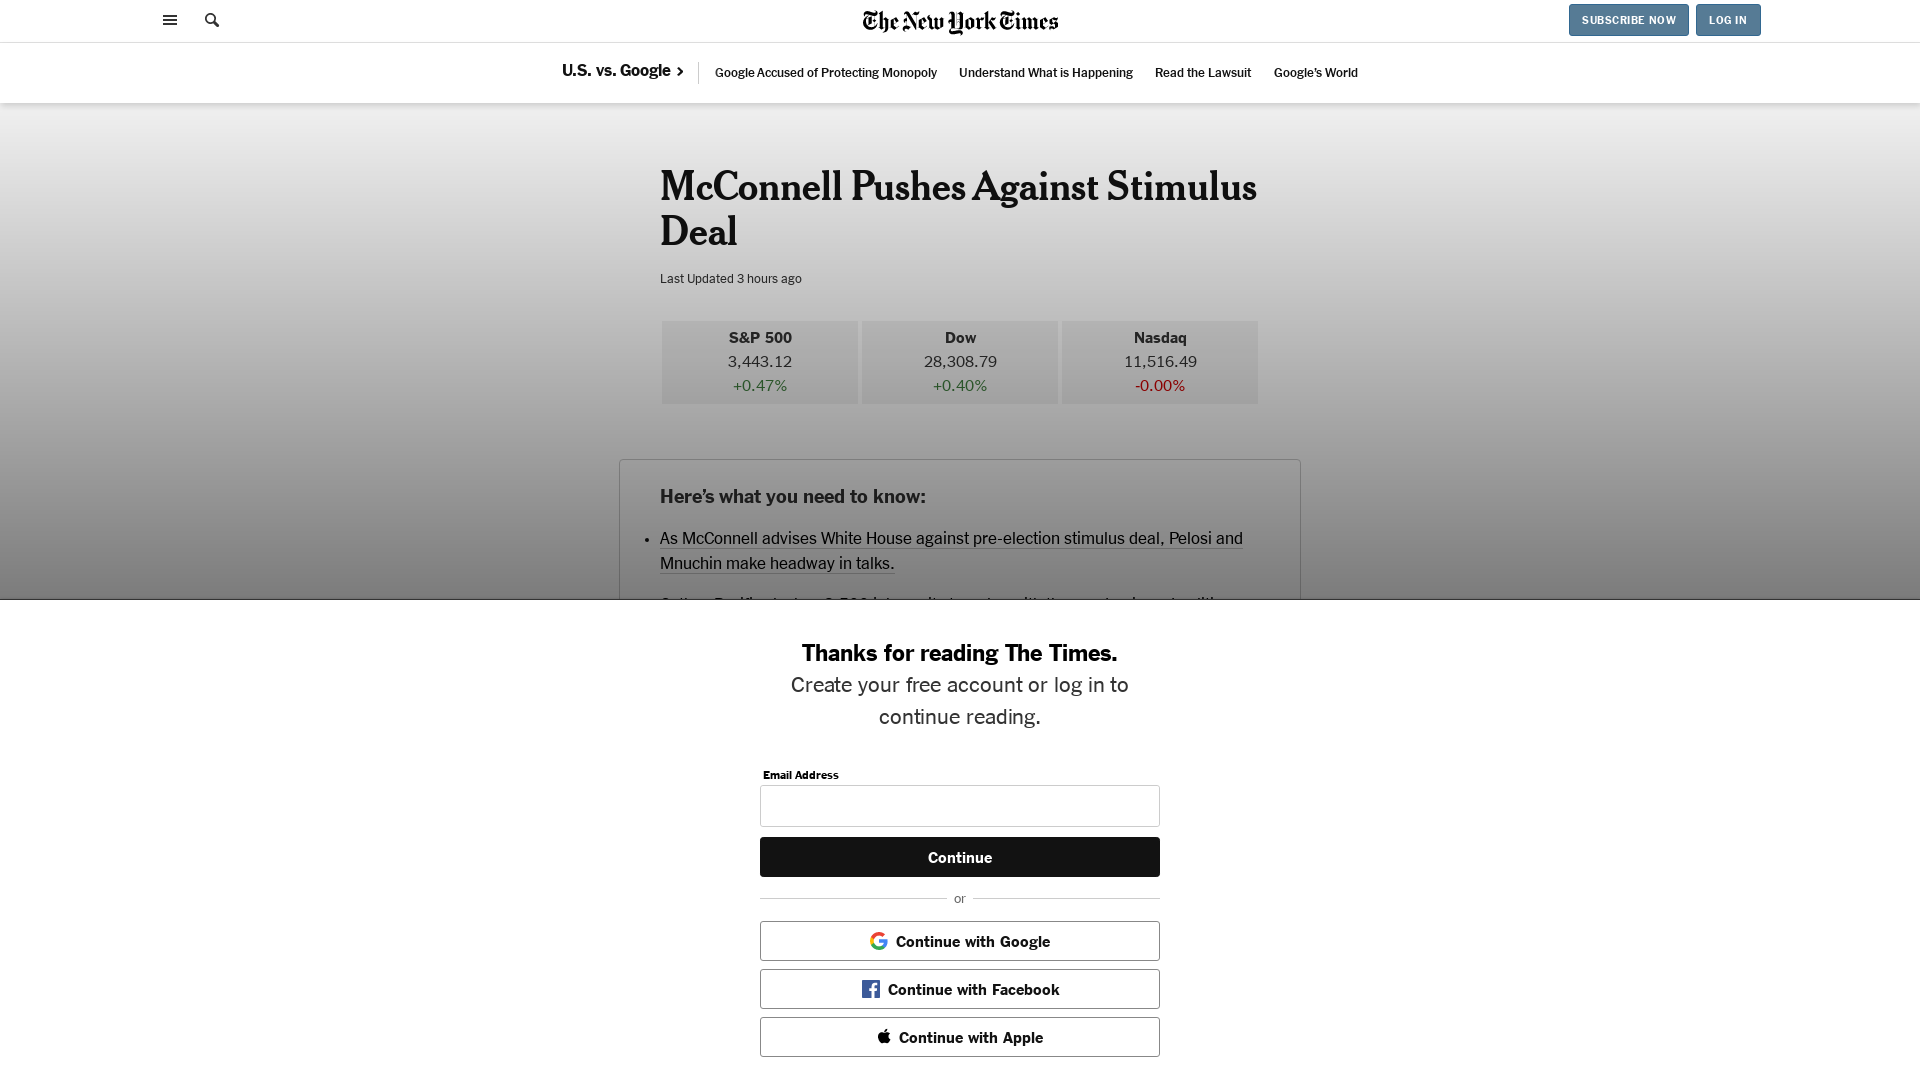 The New York Times
SUBSCRIBE NOW
LOG IN
U.S. vs. Google
Google Accused of Protecting Monopoly
Understand What is Happening
Read the Lawsuit
Google’s World
McConnell Pushes Against Stimulus
Deal
Last Updated 3 hours ago
S&P 500
3,443.12
+0.47%
Dow
28,308.79
+0.40%
Nasdaq
11,516.49
-0.00%
Here’s what you need to know:
As McConnell advises White House against pre-election stimulus deal, Pelosi and
Mnuchin make headway in talks.
Thanks for reading The Times.
Create your free account or log in to
continue reading.
Email Address
Continue
or
Continue with Google
Continue with Facebook
Continue with Apple